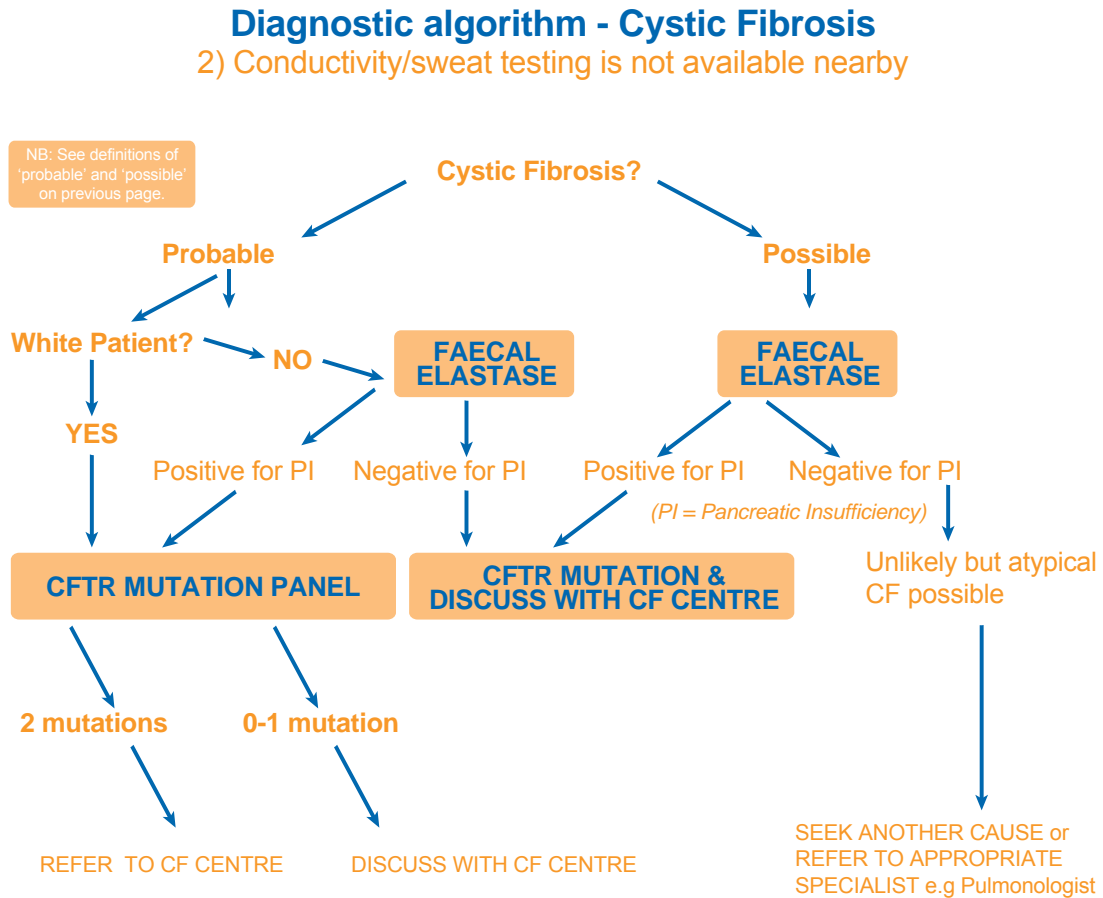 Diagnostic algorithm - Cystic Fibrosis
2) Conductivity/sweat testing is not available nearby
NB: See definitions of
‘probable’ and ‘possible’
on previous page.
Cystic Fibrosis?
Probable
Possible
White Patient?
NO
FAECAL
ELASTASE
FAECAL
ELASTASE
YES
Positive for PI
Negative for PI
Positive for PI
Negative for PI
(PI = Pancreatic Insufficiency)
CFTR MUTATION PANEL
CFTR MUTATION &
DISCUSS WITH CF CENTRE
Unlikely but atypical
CF possible
2 mutations
0-1 mutation
REFER TO CF CENTRE
DISCUSS WITH CF CENTRE
SEEK ANOTHER CAUSE or
REFER TO APPROPRIATE
SPECIALIST e.g Pulmonologist